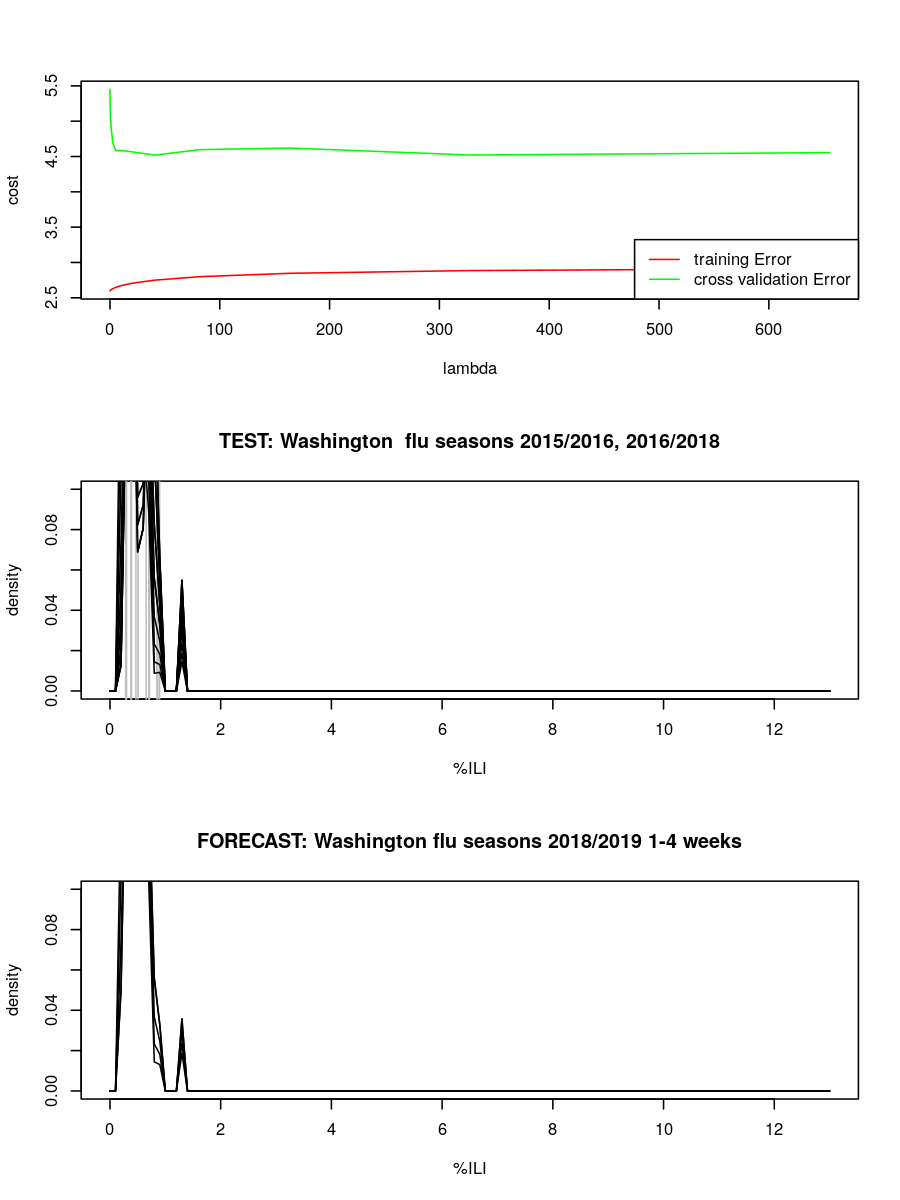 5.5
4.5
3.5
2.5
cost
training Error
cross validation Error
0 100 200 300 400 500 600
lambda
TEST: Washington  flu seasons 2015/2016, 2016/2018
0.08
0.04
0.00
density
0 2 4 6 8 10 12
%ILI
FORECAST: Washington flu seasons 2018/2019 1-4 weeks
0.08
0.04
0.00
density
0 2 4 6 8 10 12
%ILI